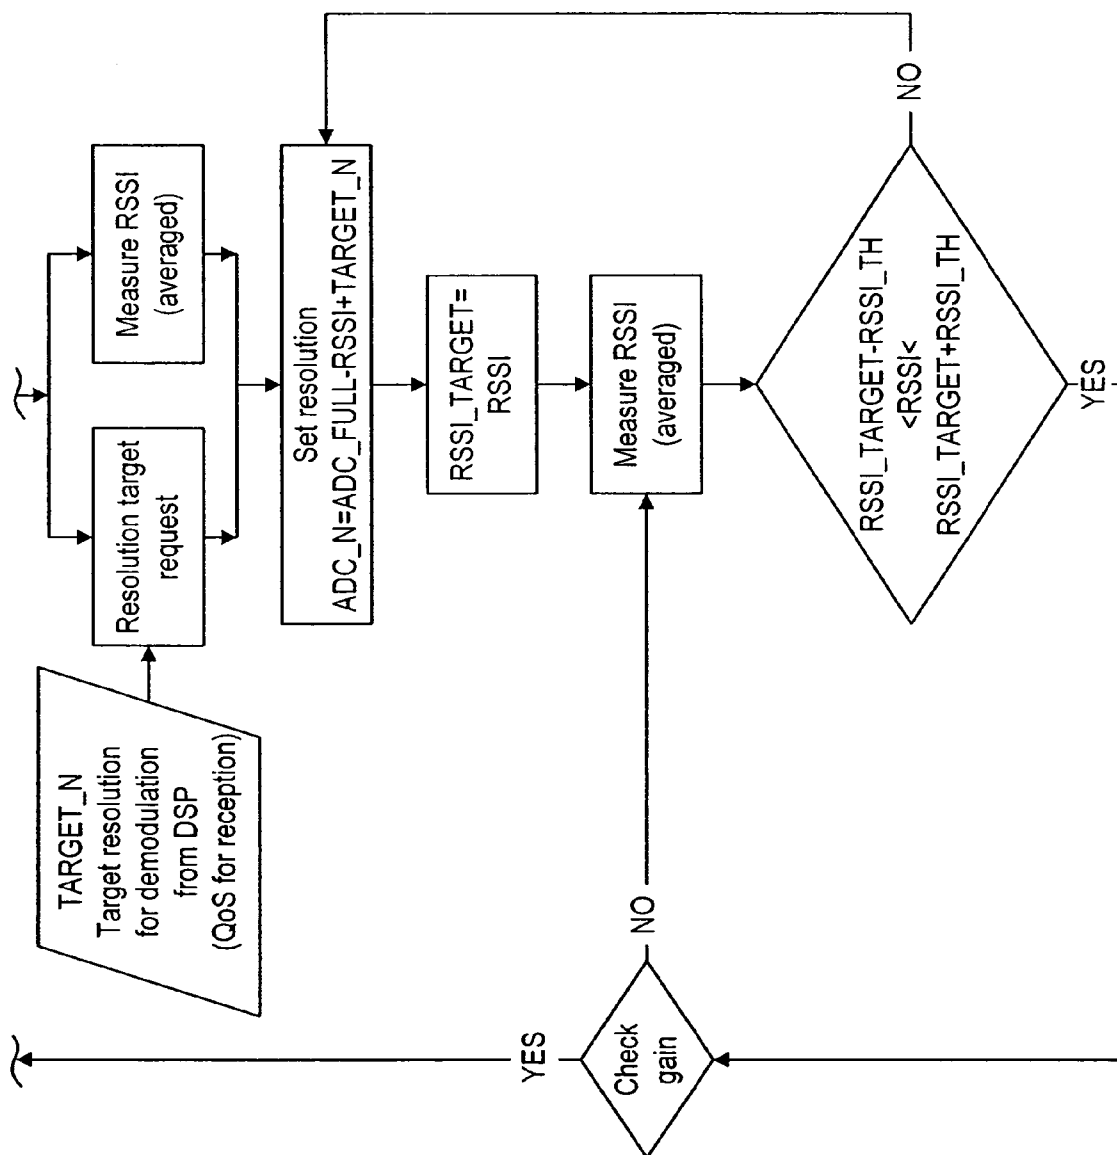 TARGET_N
Target resolution
for demodulation
from DSP
(QoS for reception)
Resolution target
request
Measure RSSI
(averaged)
Set resolution
ADC_N=ADC_FULL-RSSI+TARGET_N
RSSI_TARGET=
RSSI
Measure RSSI
(averaged)
RSSI_TARGET-RSSI_TH
<RSSI<
RSSI_TARGET+RSSI_TH
NO
YES
Check
gain
NO
YES